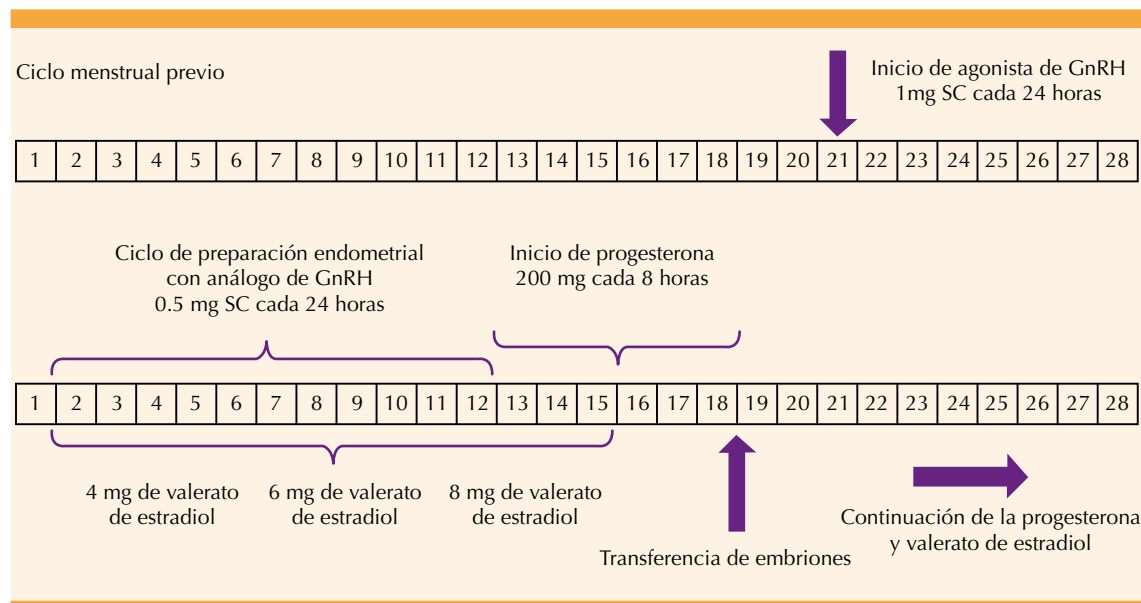 Ciclo menstrual previo
Inicio de agonista de GnRH
1mg SC cada 24 horas
1 2 3 4 5 6 7 8 9 10 11 12 13 14 15 16 17 18 19 20 21 22 23 24 25 26 27 28
Ciclo de preparación endometrial
con análogo de GnRH
0.5 mg SC cada 24 horas
Inicio de progesterona
200 mg cada 8 horas
1 2 3 4 5 6 7 8 9 10 11 12 13 14 15 16 17 18 19 20 21 22 23 24 25 26 27 28
4 mg de valerato
de estradiol
6 mg de valerato
de estradiol
8 mg de valerato
de estradiol
Transferencia de embriones
Continuación de la progesterona
y valerato de estradiol